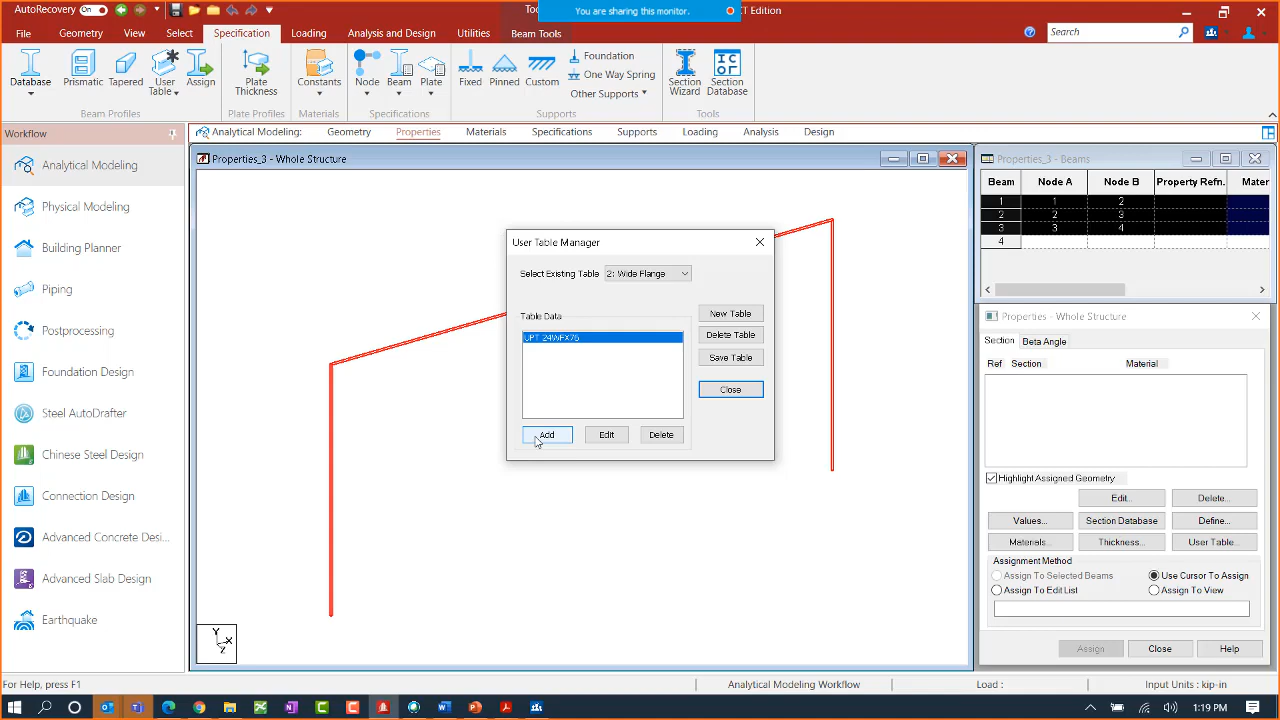 AutoRecovery On
Too
You are sharing this monitor.
CT Edition
File Geometry View Select Specification Loading Analysis and Design Utilities Beam Tools
Search
Database Prismatic Tapered User Table Assign
Plate Thickness
Constants
Node Beam Plate
Fixed Pinned Custom
Foundation
One Way Spring
Other Supports
Section Wizard
Section Database
Beam Profiles Plate Profiles Materials Specifications Supports Tools
Workflow
Analytical Modeling: Geometry Properties Materials Specifications Supports Loading Analysis Design
Analytical Modeling
Physical Modeling
Building Planner
Piping
Postprocessing
Foundation Design
Steel AutoDrafter
Chinese Steel Design
Connection Design
Advanced Concrete Desi...
Advanced Slab Design
Earthquake
Properties_3 - Whole Structure
User Table Manager
Select Existing Table 2: Wide Flange
Table Data
UPT 24WFX76
New Table
Delete Table
Save Table
Close
Add Edit Delete
Y
X
Z
Properties_3 - Beams
Beam Node A Node B Property Refn. Mater
1 1 2
2 2 3
3 3 4
4
Properties - Whole Structure
Section Beta Angle
Ref Section Material
Highlight Assigned Geometry
Edit... Delete...
Values... Section Database Define...
Materials... Thickness... User Table...
Assignment Method
Assign To Selected Beams Use Cursor To Assign
Assign To Edit List Assign To View
Assign Close Help
For Help, press F1
Analytical Modeling Workflow
Load :
Input Units : kip-in
1:19 PM